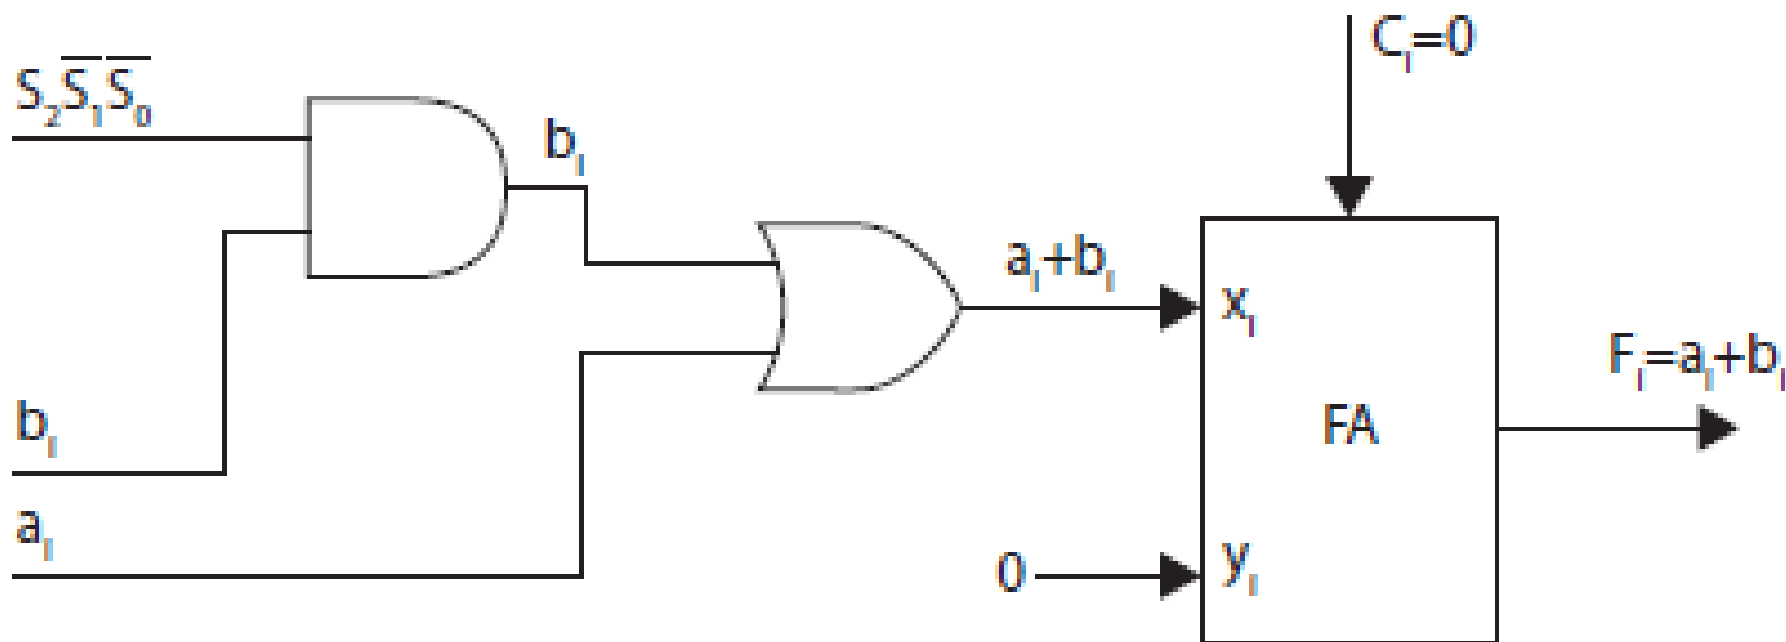 S₂S̅₁S̅₀
bᵢ
aᵢ
bᵢ
aᵢ+bᵢ
Cᵢ=0
xᵢ
FA
yᵢ
0
Fᵢ=aᵢ+bᵢ